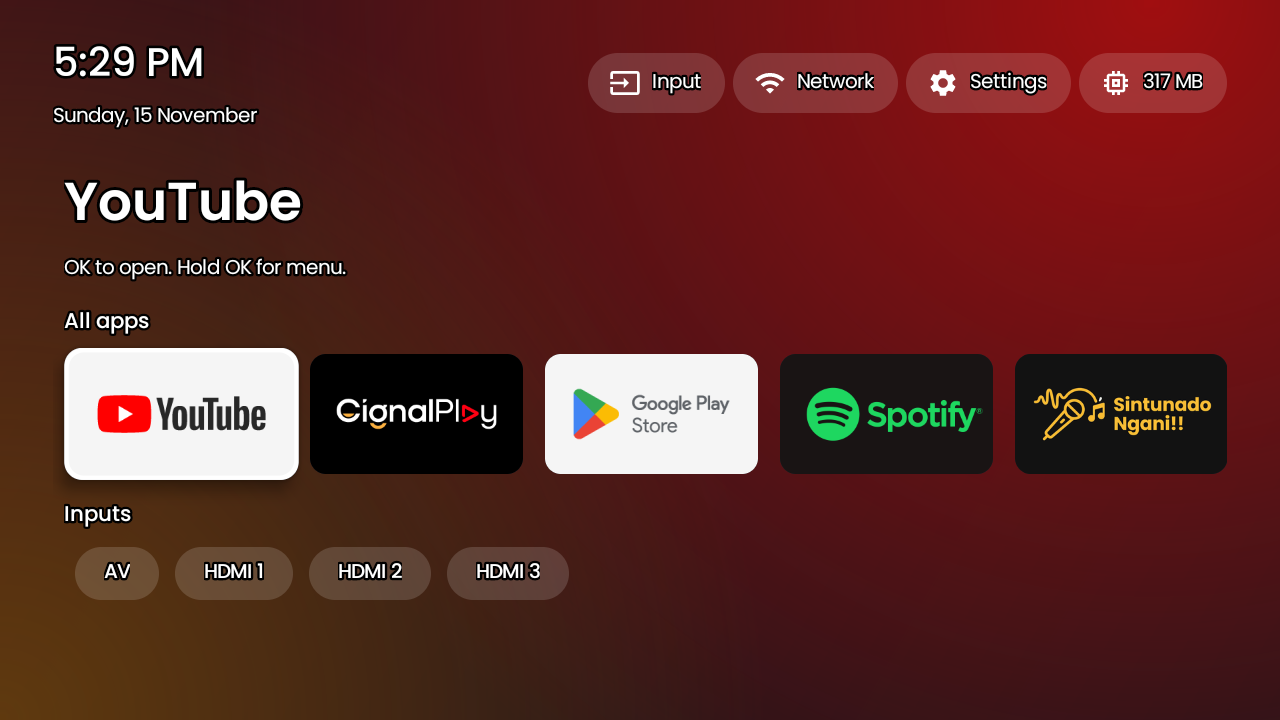 5:29 PM
Sunday, 15 November
Input
Network
Settings
317 MB
YouTube
OK to open. Hold OK for menu.
All apps
YouTube
CignalPlay
Google Play
Store
Spotify®
Sintunado
Ngani!!
Inputs
AV
HDMI 1
HDMI 2
HDMI 3